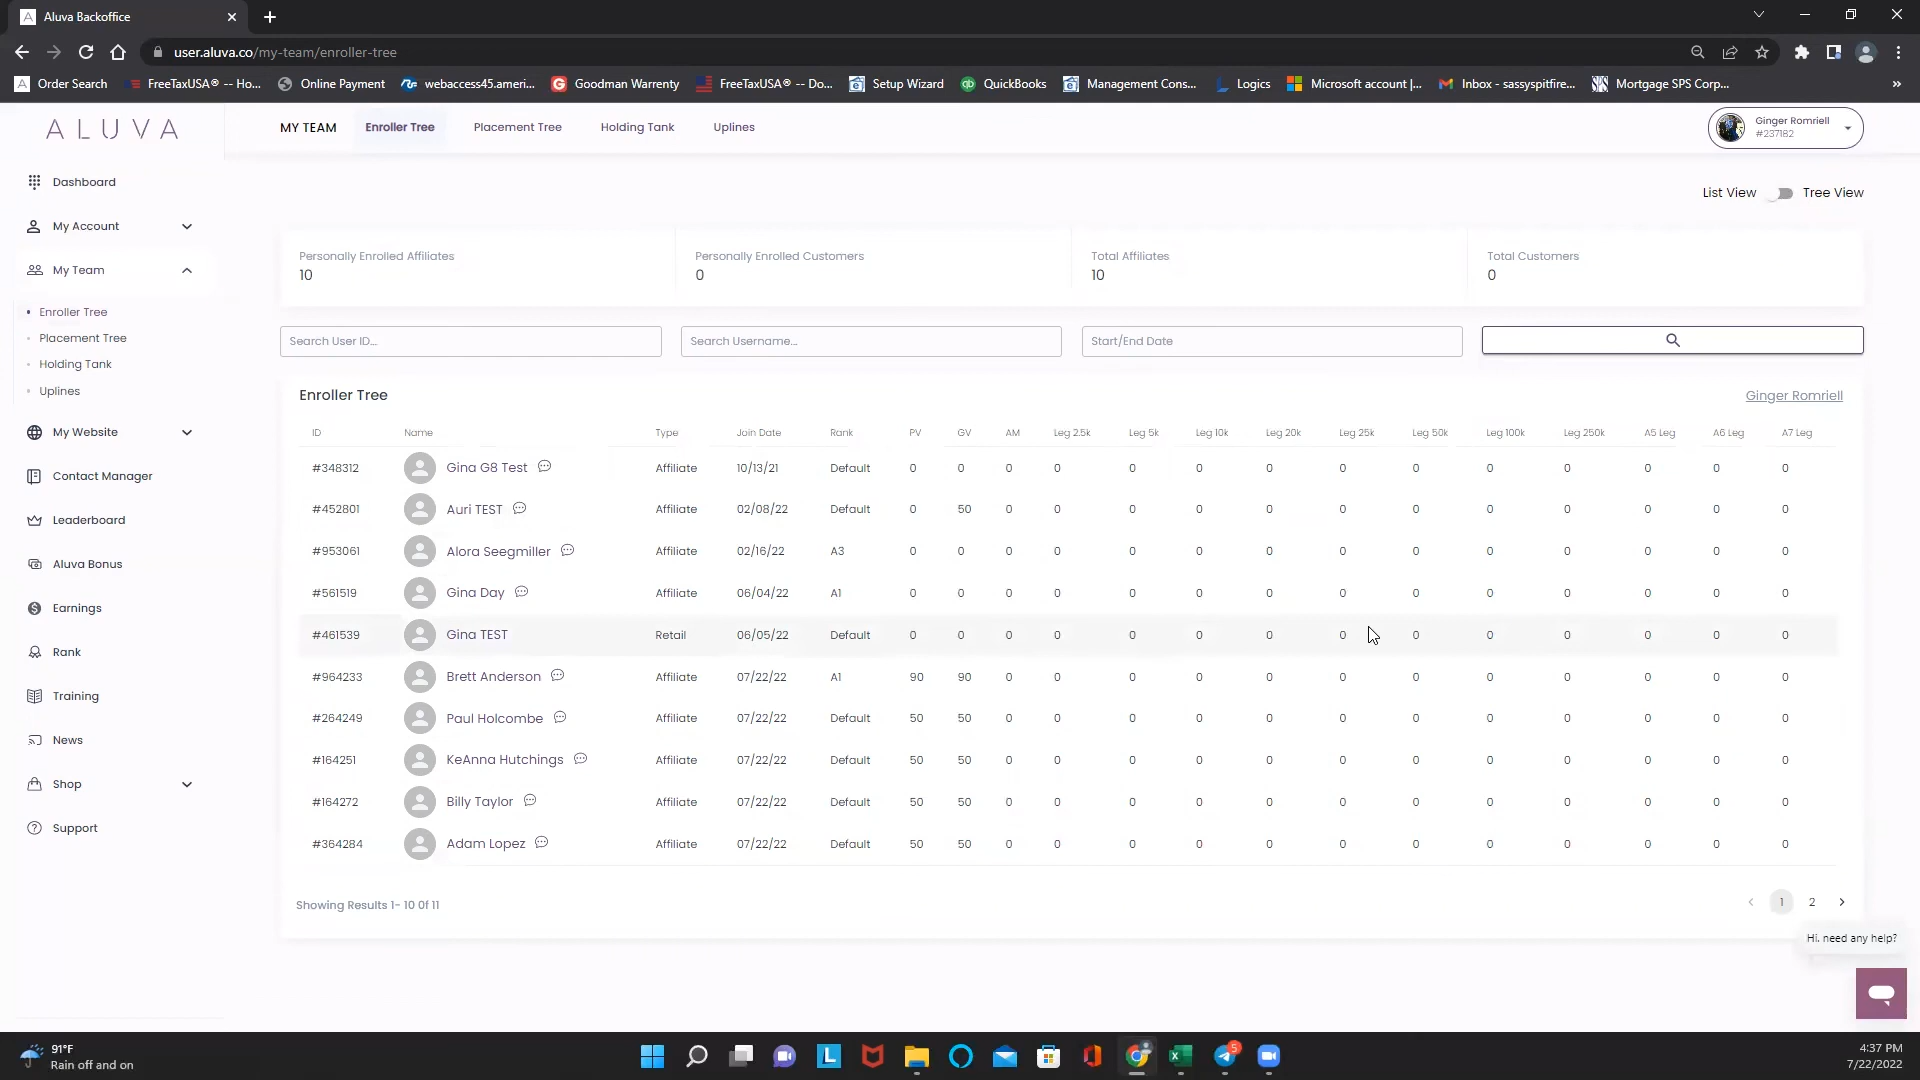 Aluva Backoffice
user.aluva.co/my-team/enroller-tree
Order Search FreeTaxUSA® -- Ho... Online Payment webaccess45.ameri... Goodman Warrenty FreeTaxUSA® -- Do... Setup Wizard QuickBooks Management Cons... Logics Microsoft account |... Inbox - sassyspitfire... Mortgage SPS Corp... »
ALUVA
MY TEAM Enroller Tree Placement Tree Holding Tank Uplines
Ginger Romriell
#237182
Dashboard
My Account
My Team
Enroller Tree
Placement Tree
Holding Tank
Uplines
My Website
Contact Manager
Leaderboard
Aluva Bonus
Earnings
Rank
Training
News
Shop
Support
List View Tree View
Personally Enrolled Affiliates
10
Personally Enrolled Customers
0
Total Affiliates
10
Total Customers
0
Search User ID... Search Username... Start/End Date
Enroller Tree Ginger Romriell
ID Name Type Join Date Rank PV GV AM Leg 2.5k Leg 5k Leg 10k Leg 20k Leg 25k Leg 50k Leg 100k Leg 250k A5 Leg A6 Leg A7 Leg
#348312 Gina G8 Test Affiliate 10/13/21 Default 0 0 0 0 0 0 0 0 0 0 0 0 0 0
#452801 Auri TEST Affiliate 02/08/22 Default 0 50 0 0 0 0 0 0 0 0 0 0 0 0
#953061 Alora Seegmiller Affiliate 02/16/22 A3 0 0 0 0 0 0 0 0 0 0 0 0 0 0
#561519 Gina Day Affiliate 06/04/22 A1 0 0 0 0 0 0 0 0 0 0 0 0 0 0
#461539 Gina TEST Retail 06/05/22 Default 0 0 0 0 0 0 0 0 0 0 0 0 0 0
#964233 Brett Anderson Affiliate 07/22/22 A1 90 90 0 0 0 0 0 0 0 0 0 0 0 0
#264249 Paul Holcombe Affiliate 07/22/22 Default 50 50 0 0 0 0 0 0 0 0 0 0 0 0
#164251 KeAnna Hutchings Affiliate 07/22/22 Default 50 50 0 0 0 0 0 0 0 0 0 0 0 0
#164272 Billy Taylor Affiliate 07/22/22 Default 50 50 0 0 0 0 0 0 0 0 0 0 0 0
#364284 Adam Lopez Affiliate 07/22/22 Default 50 50 0 0 0 0 0 0 0 0 0 0 0 0
Showing Results 1- 10 Of 11 1 2
Hi. need any help?
91°F
Rain off and on
5
4:37 PM
7/22/2022